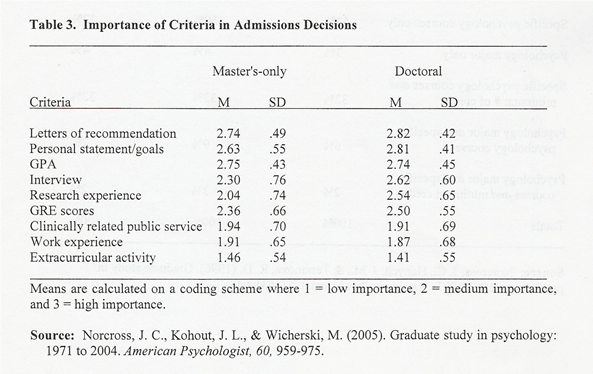 Table 3. Importance of Criteria in Admissions Decisions
Master's-only Doctoral
Criteria M SD M SD
Letters of recommendation 2.74 .49 2.82 .42
Personal statement/goals 2.63 .55 2.81 .41
GPA 2.75 .43 2.74 .45
Interview 2.30 .76 2.62 .60
Research experience 2.04 .74 2.54 .65
GRE scores 2.36 .66 2.50 .55
Clinically related public service 1.94 .70 1.91 .69
Work experience 1.91 .65 1.87 .68
Extracurricular activity 1.46 .54 1.41 .55
Means are calculated on a coding scheme where 1 = low importance, 2 = medium importance,
and 3 = high importance.
Source: Norcross, J. C., Kohout, J. L., & Wicherski, M. (2005). Graduate study in psychology:
1971 to 2004. American Psychologist, 60, 959-975.